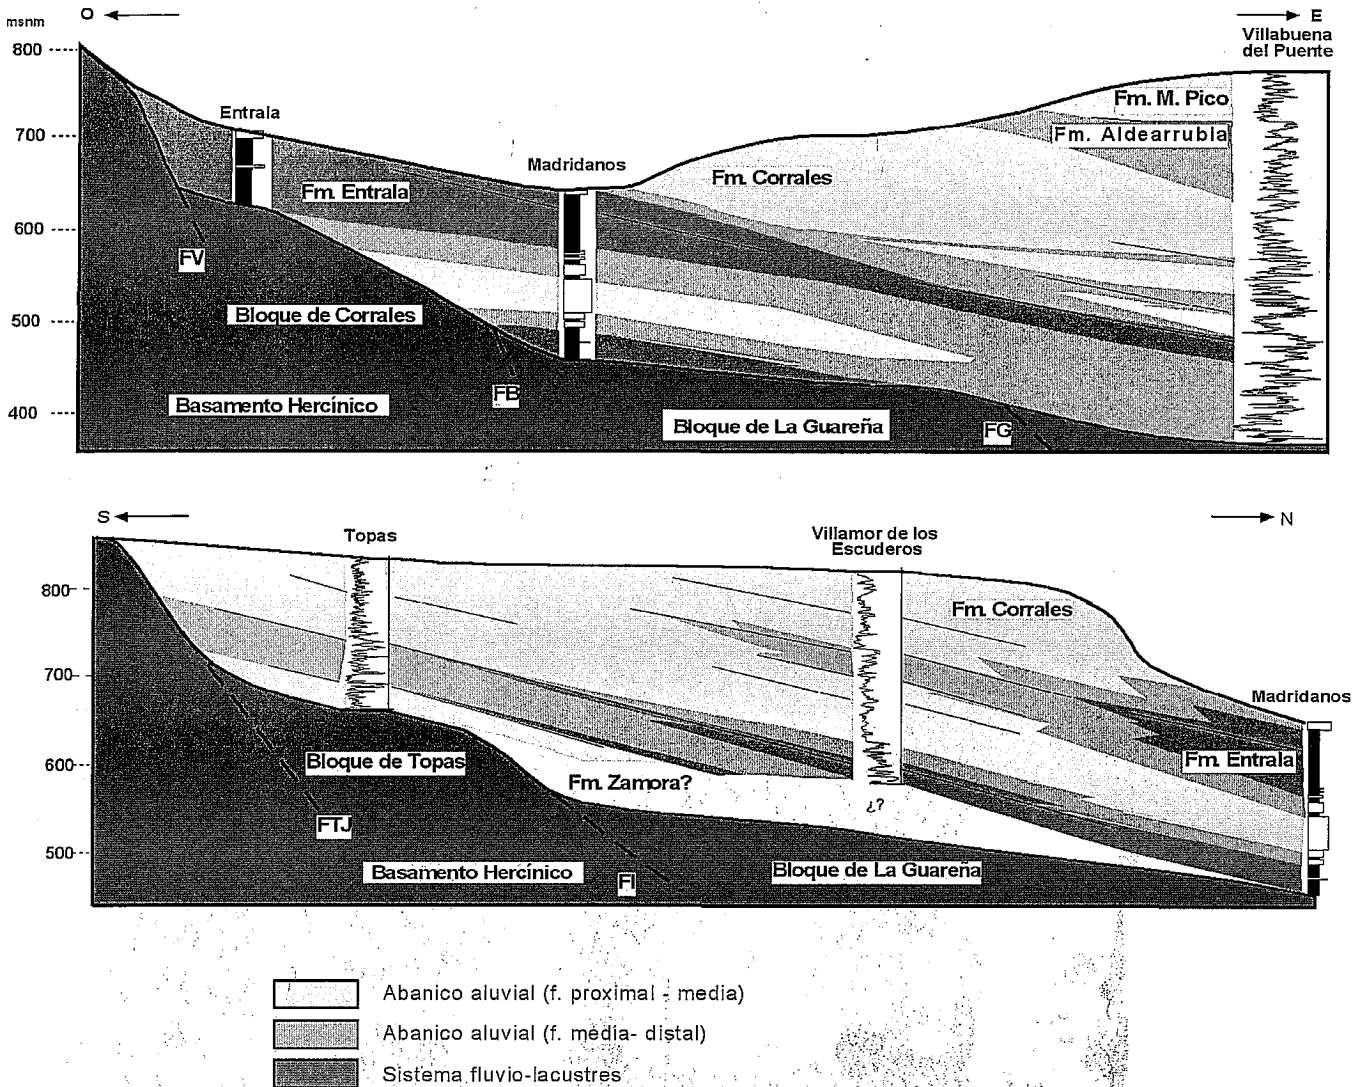 msnm
O
E
Villabuena
del Puente
800
Fm. M. Pico
Entrala
700
Fm. Aldearrubia
Madridanos
Fm. Corrales
Fm. Entrala
600
FV
Bloque de Corrales
500
FB
Basamento Hercínico
400
Bloque de La Guareña
FG
S
N
Topas
Villamor de los
Escuderos
800
Fm. Corrales
700
Madridanos
Bloque de Topas
Fm. Entrala
600
Fm. Zamora?
¿?
FTJ
500
Basamento Hercínico
FI
Bloque de La Guareña
Abanico aluvial (f. proximal - media)
Abanico aluvial (f. media- distal)
Sistema fluvio-lacustres